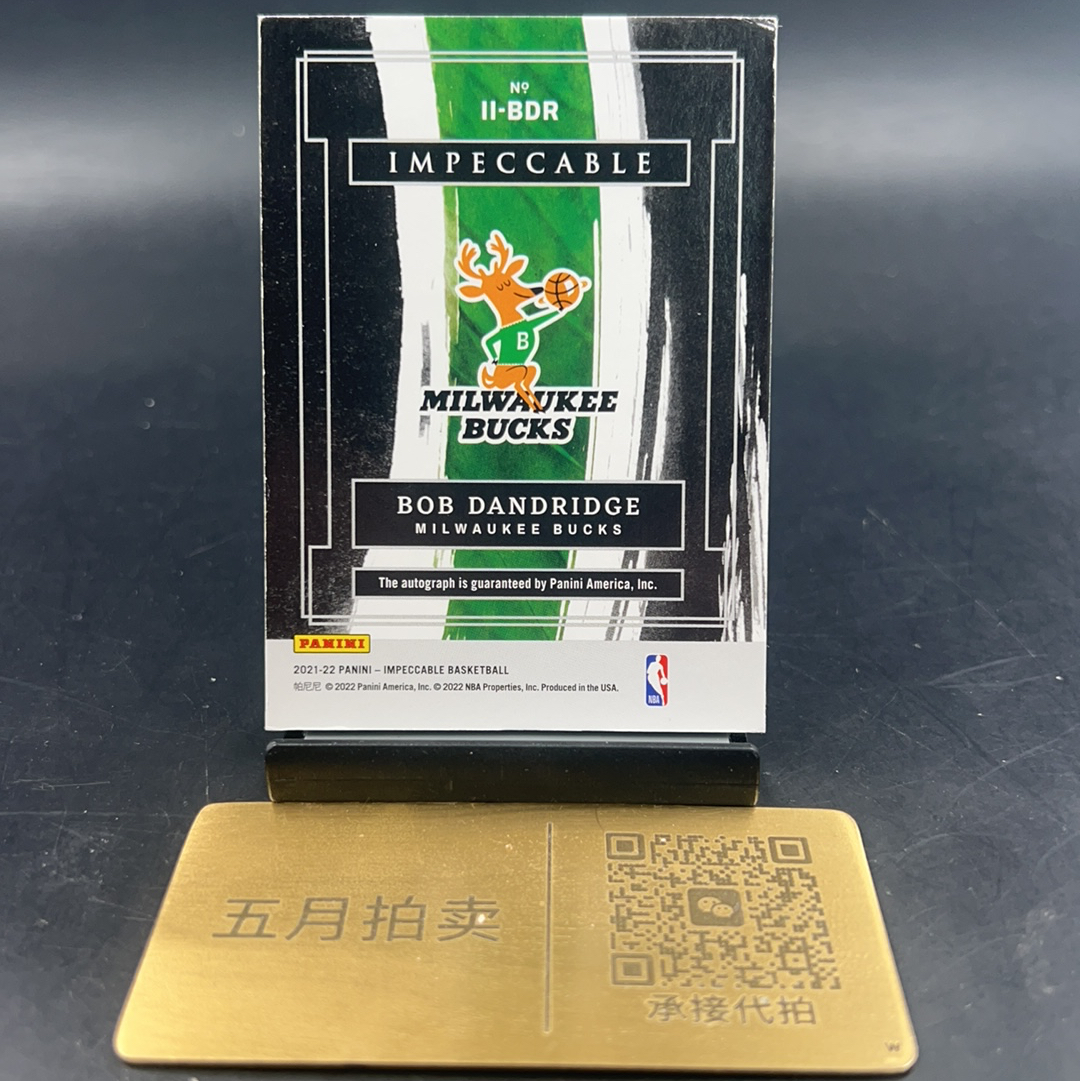 Nº
II-BDR
IMPECCABLE
B
MILWAUKEE
BUCKS
BOB DANDRIDGE
MILWAUKEE BUCKS
The autograph is guaranteed by Panini America, Inc.
PANINI
2021-22 PANINI – IMPECCABLE BASKETBALL
帕尼尼 © 2022 Panini America, Inc. © 2022 NBA Properties, Inc. Produced in the USA.
NBA
五月拍卖
承接代拍